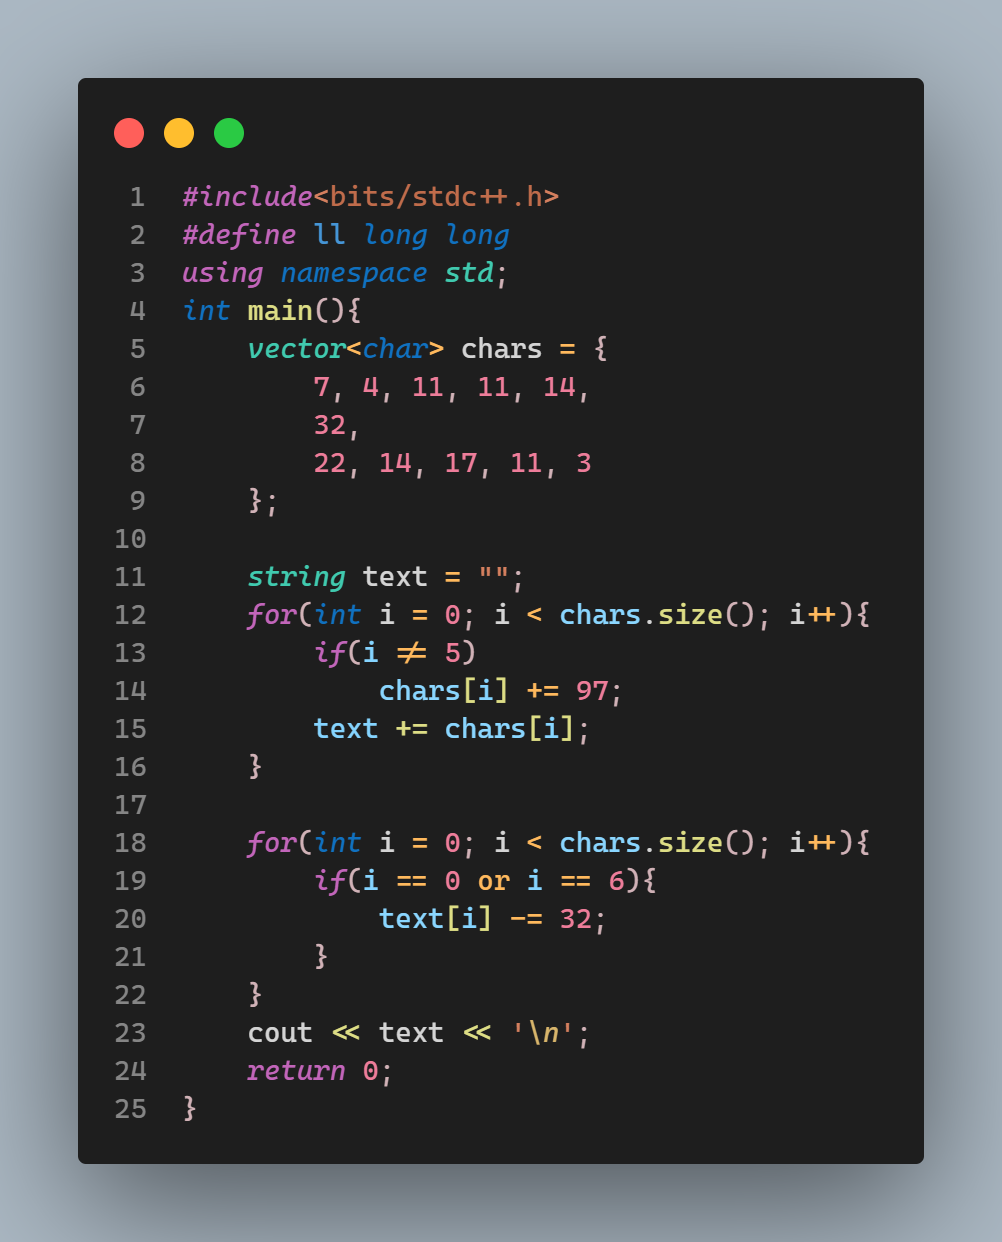 1 #include<bits/stdc++.h>
2 #define ll long long
3 using namespace std;
4 int main(){
5     vector<char> chars = {
6         7, 4, 11, 11, 14,
7         32,
8         22, 14, 17, 11, 3
9     };
10
11     string text = "";
12     for(int i = 0; i < chars.size(); i++){
13         if(i != 5)
14             chars[i] += 97;
15         text += chars[i];
16     }
17
18     for(int i = 0; i < chars.size(); i++){
19         if(i == 0 or i == 6){
20             text[i] -= 32;
21         }
22     }
23     cout << text << '\n';
24     return 0;
25 }